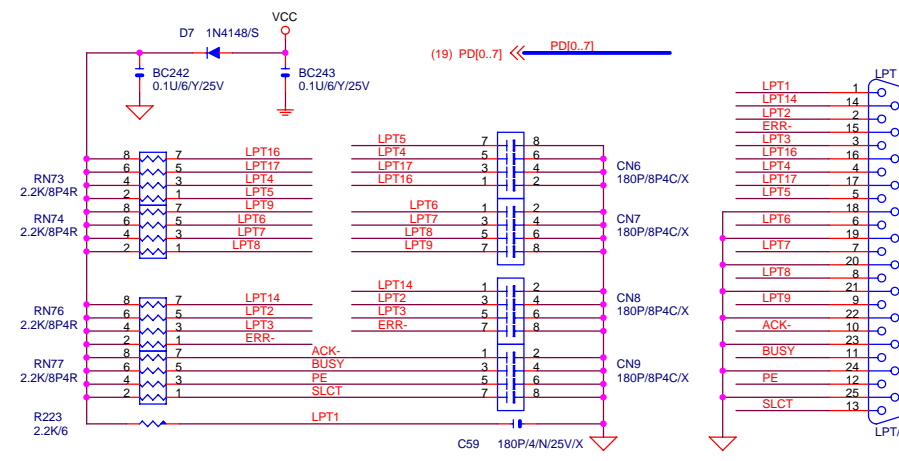 VCC
D7 1N4148/S
BC242
0.1U/6/Y/25V
BC243
0.1U/6/Y/25V
(19) PD[0..7]
PD[0..7]
RN73
2.2K/8P4R
8 7 LPT16
6 5 LPT17
4 3 LPT4
2 1 LPT5
RN74
2.2K/8P4R
8 7 LPT9
6 5 LPT6
4 3 LPT7
2 1 LPT8
RN76
2.2K/8P4R
8 7 LPT14
6 5 LPT2
4 3 LPT3
2 1 ERR-
RN77
2.2K/8P4R
8 7 ACK- 1 2
6 5 BUSY 3 4
4 3 PE 5 6
2 1 SLCT 7 8
CN9
180P/8P4C/X
R223
2.2K/6
LPT1
C59 180P/4/N/25V/X
LPT5 7 8
LPT4 5 6
LPT17 3 4
LPT16 1 2
CN6
180P/8P4C/X
LPT6 1 2
LPT7 3 4
LPT8 5 6
LPT9 7 8
CN7
180P/8P4C/X
LPT14 1 2
LPT2 3 4
LPT3 5 6
ERR- 7 8
CN8
180P/8P4C/X
LPT
LPT1 1
LPT14 14
LPT2 2
ERR- 15
LPT3 3
LPT16 16
LPT4 4
LPT17 17
LPT5 5
18
LPT6 6
19
LPT7 7
20
LPT8 8
21
LPT9 9
22
ACK- 10
23
BUSY 11
24
PE 12
25
SLCT 13
LPT/